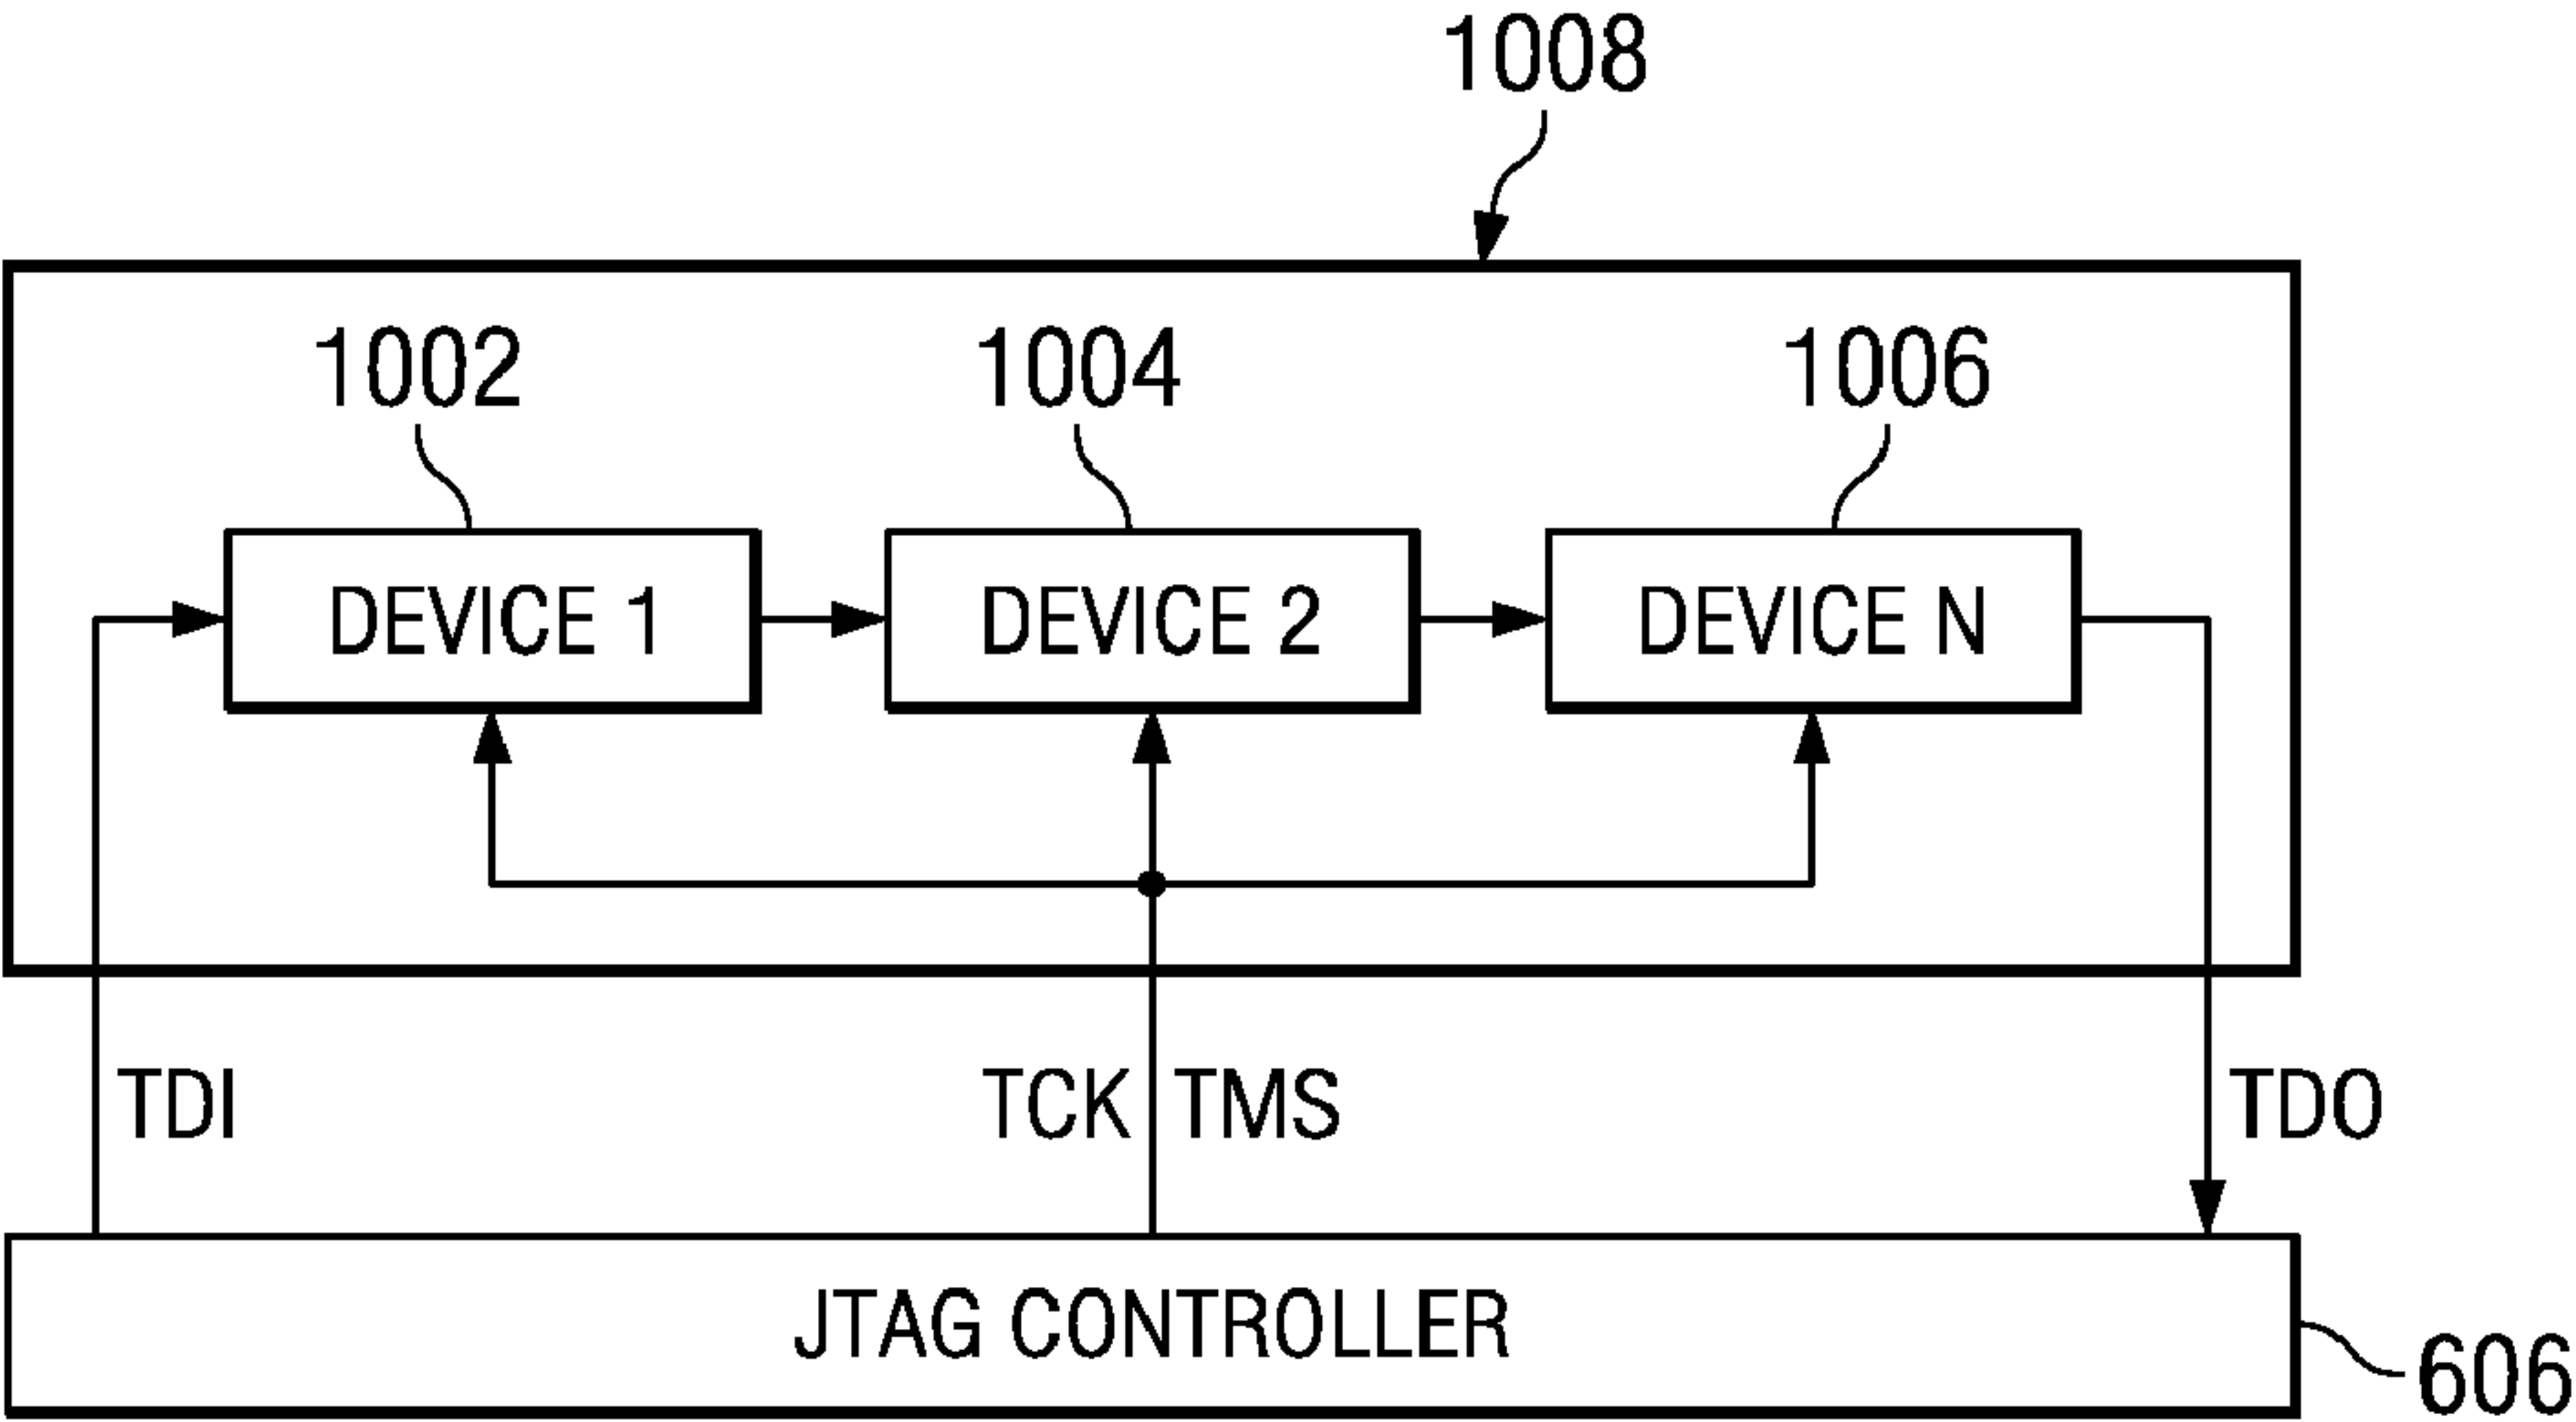 1008
1002 1004 1006
DEVICE 1 DEVICE 2 DEVICE N
TDI TCK TMS TDO
JTAG CONTROLLER
606